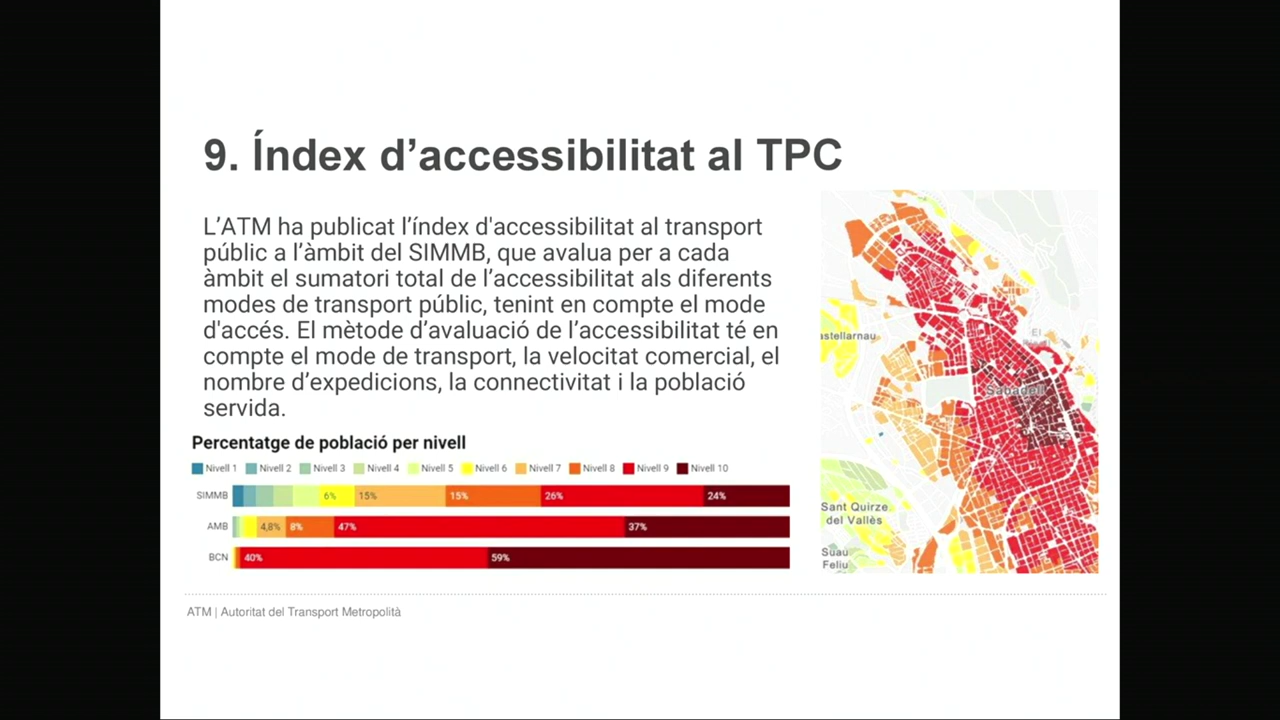 9. Índex d’accessibilitat al TPC
L’ATM ha publicat l’índex d'accessibilitat al transport
públic a l’àmbit del SIMMB, que avalua per a cada
àmbit el sumatori total de l’accessibilitat als diferents
modes de transport públic, tenint en compte el mode
d'accés. El mètode d’avaluació de l’accessibilitat té en
compte el mode de transport, la velocitat comercial, el
nombre d’expedicions, la connectivitat i la població
servida.
Percentatge de població per nivell
Nivell 1 Nivell 2 Nivell 3 Nivell 4 Nivell 5 Nivell 6 Nivell 7 Nivell 8 Nivell 9 Nivell 10
SIMMB 6% 15% 15% 26% 24%
AMB 4,8% 8% 47% 37%
BCN 40% 59%
astellarnau
El
Sabadell
Sant Quirze
del Vallès
Suau
Feliu
ATM | Autoritat del Transport Metropolità